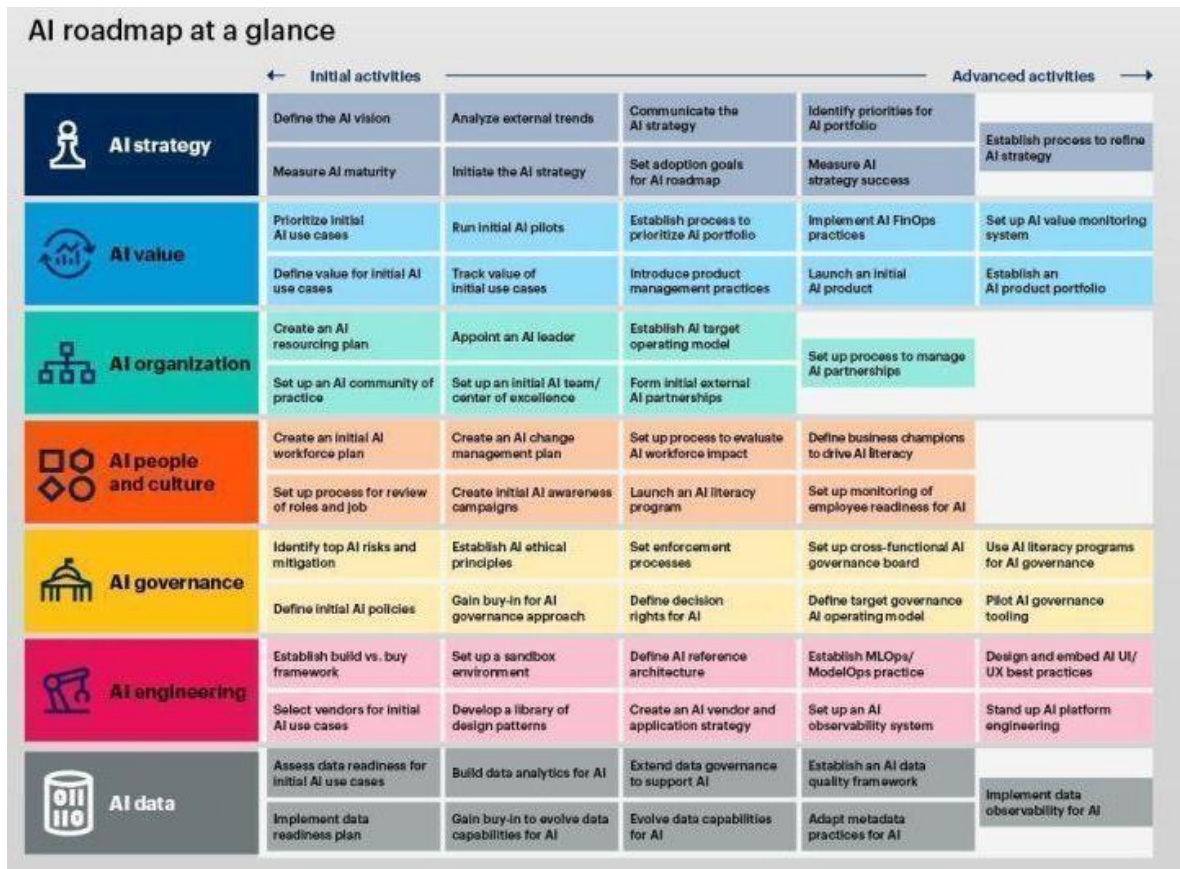 AI roadmap at a glance
← Initial activities
Advanced activities →
AI strategy
Define the AI vision
Analyze external trends
Communicate the
AI strategy
Identify priorities for
AI portfolio
Establish process to refine
AI strategy
Measure AI maturity
Initiate the AI strategy
Set adoption goals
for AI roadmap
Measure AI
strategy success
AI value
Prioritize initial
AI use cases
Run initial AI pilots
Establish process to
prioritize AI portfolio
Implement AI FinOps
practices
Set up AI value monitoring
system
Define value for initial AI
use cases
Track value of
initial use cases
Introduce product
management practices
Launch an initial
AI product
Establish an
AI product portfolio
AI organization
Create an AI
resourcing plan
Appoint an AI leader
Establish AI target
operating model
Set up process to manage
AI partnerships
Set up an AI community of
practice
Set up an initial AI team/
center of excellence
Form initial external
AI partnerships
AI people
and culture
Create an initial AI
workforce plan
Create an AI change
management plan
Set up process to evaluate
AI workforce impact
Define business champions
to drive AI literacy
Set up process for review
of roles and job
Create initial AI awareness
campaigns
Launch an AI literacy
program
Set up monitoring of
employee readiness for AI
AI governance
Identify top AI risks and
mitigation
Establish AI ethical
principles
Set enforcement
processes
Set up cross-functional AI
governance board
Use AI literacy programs
for AI governance
Define initial AI policies
Gain buy-in for AI
governance approach
Define decision
rights for AI
Define target governance
AI operating model
Pilot AI governance
tooling
AI engineering
Establish build vs. buy
framework
Set up a sandbox
environment
Define AI reference
architecture
Establish MLOps/
ModelOps practice
Design and embed AI UI/
UX best practices
Select vendors for initial
AI use cases
Develop a library of
design patterns
Create an AI vendor and
application strategy
Set up an AI
observability system
Stand up AI platform
engineering
AI data
Assess data readiness for
initial AI use cases
Build data analytics for AI
Extend data governance
to support AI
Establish an AI data
quality framework
Implement data
observability for AI
Implement data
readiness plan
Gain buy-in to evolve data
capabilities for AI
Evolve data capabilities
for AI
Adapt metadata
practices for AI
011
110